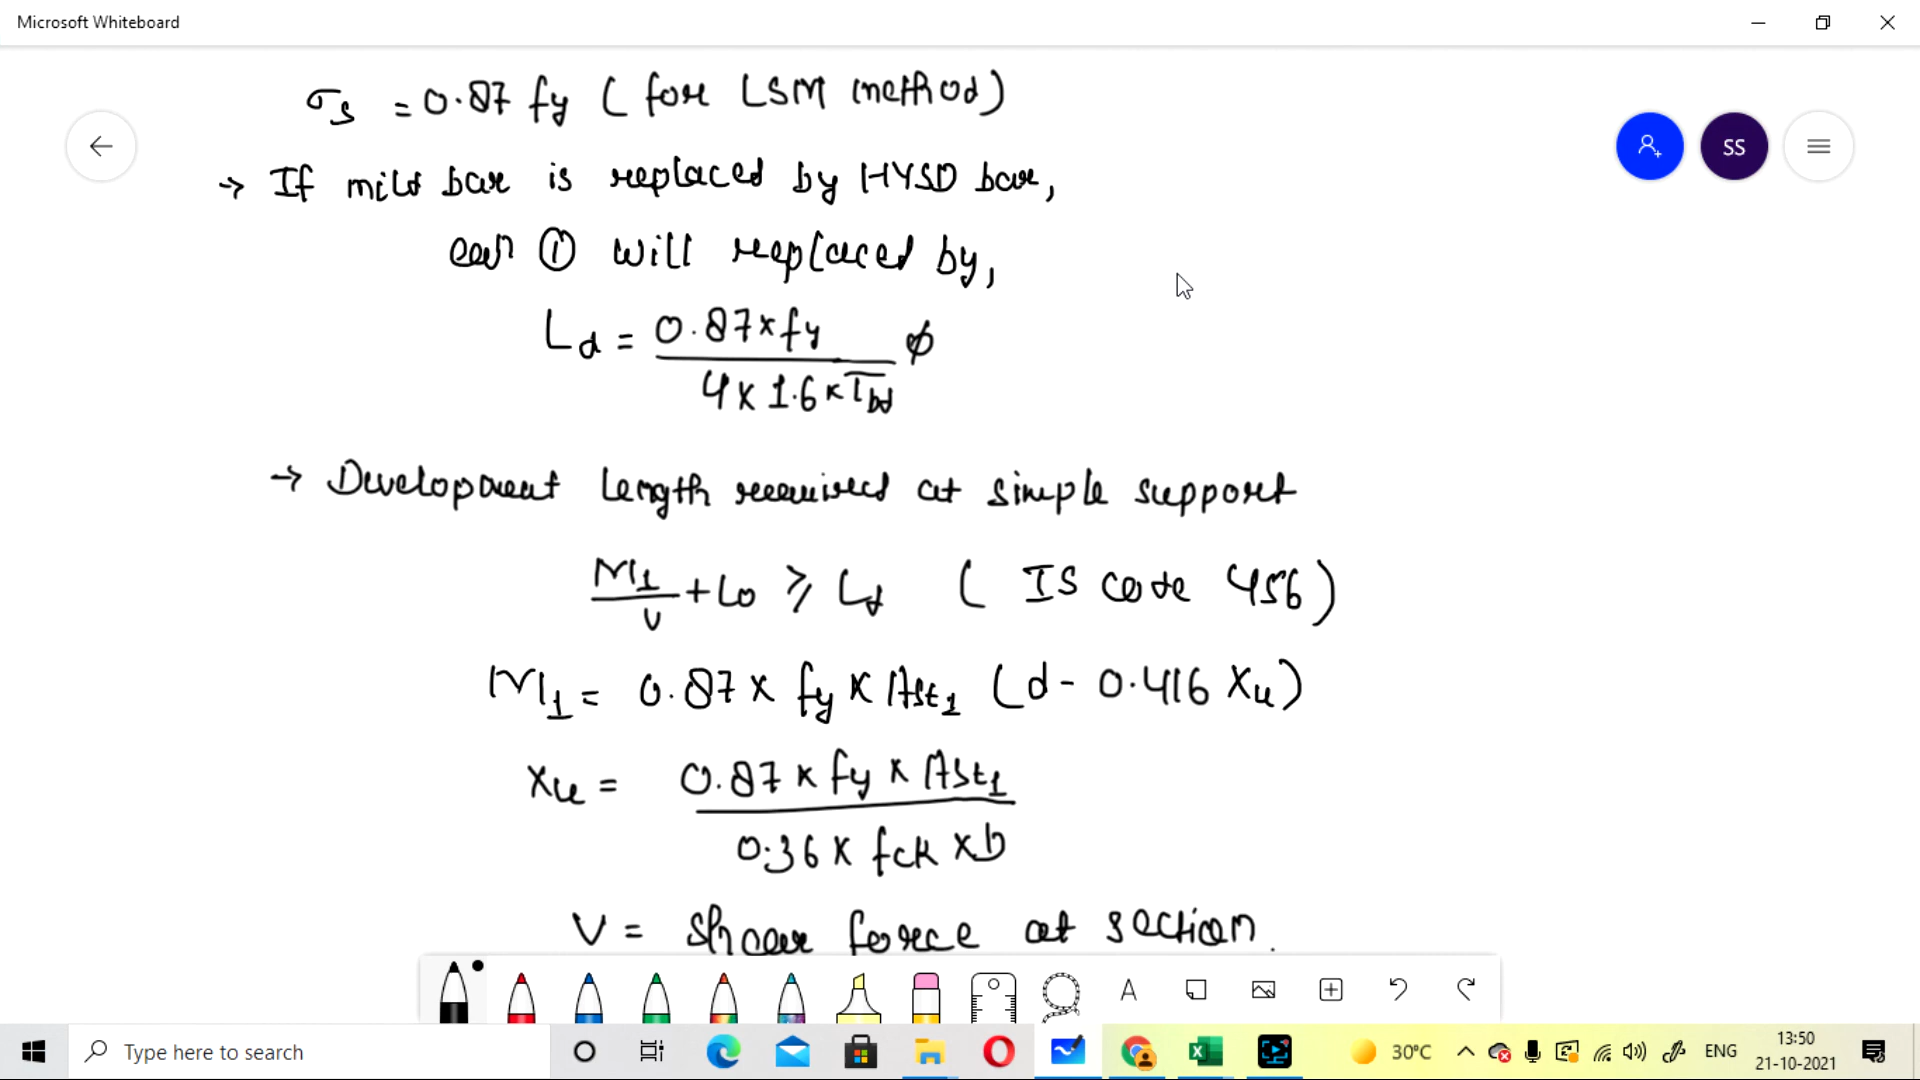 Microsoft Whiteboard
σs = 0.87 fy ( for LSM method)
SS
→ If mild bar is replaced by HYSD bar,
eqn ① will replaced by,
Ld = 0.87×fy / 4×1.6×τbd φ
→ Development length required at simple support
M1/V + Lo ≥ Ld ( IS code 456)
M1 = 0.87 × fy × Ast1 (d - 0.416 Xu)
Xu = 0.87 × fy × Ast1 / 0.36 × fck × b
V = Shear force at section.
A
Type here to search
30°C
ENG
13:50
21-10-2021